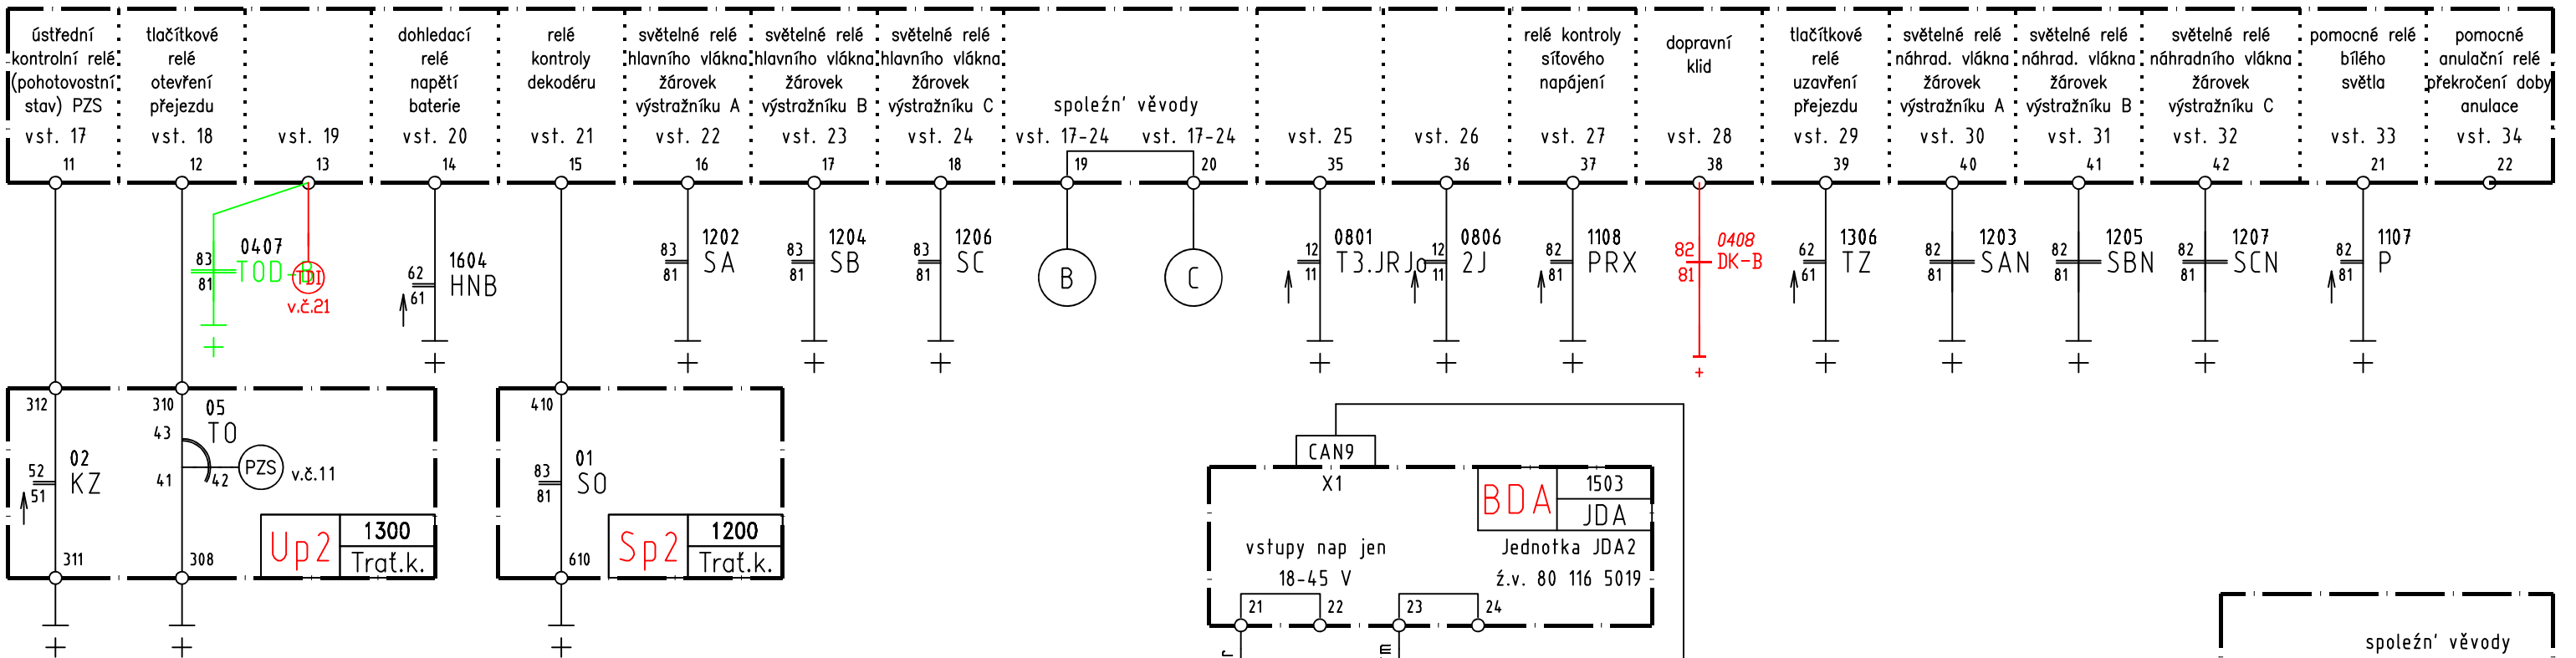 ústřední
kontrolní relé
(pohotovostní
stav) PZS
vst. 17
11
tlačítkové
relé
otevření
přejezdu
vst. 18
12
vst. 19
13
dohledací
relé
napětí
baterie
vst. 20
14
relé
kontroly
dekodéru
vst. 21
15
světelné relé
hlavního vlákna
žárovek
výstražníku A
vst. 22
16
světelné relé
hlavního vlákna
žárovek
výstražníku B
vst. 23
17
světelné relé
hlavního vlákna
žárovek
výstražníku C
vst. 24
18
společn' věvody
vst. 17-24
vst. 17-24
19
20
vst. 25
35
vst. 26
36
relé kontroly
síťového
napájení
vst. 27
37
dopravní
klid
vst. 28
38
tlačítkové
relé
uzavření
přejezdu
vst. 29
39
světelné relé
náhrad. vlákna
žárovek
výstražníku A
vst. 30
40
světelné relé
náhrad. vlákna
žárovek
výstražníku B
vst. 31
41
světelné relé
náhradního vlákna
žárovek
výstražníku C
vst. 32
42
pomocné relé
bílého
světla
vst. 33
21
pomocné
anulační relé
překročení doby
anulace
vst. 34
22
83
81
0407
TOD-B
TDI
v.č.21
62
61
1604
HNB
83
81
1202
SA
83
81
1204
SB
83
81
1206
SC
B
C
12
11
0801
T3.JRJo
12
11
0806
2J
82
81
1108
PRX
82
81
0408
DK-B
62
61
1306
TZ
82
81
1203
SAN
82
81
1205
SBN
82
81
1207
SCN
82
81
1107
P
+
+
+
+
+
+
+
+
+
+
+
+
+
+
312
52
51
02
KZ
311
310
43
05
TO
41
42
PZS
v.č.11
308
Up2
1300
Trať.k.
410
83
81
01
SO
610
Sp2
1200
Trať.k.
+
+
+
CAN9
X1
BDA
1503
JDA
vstupy nap jen
18-45 V
Jednotka JDA2
ź.v. 80 116 5019
21
22
23
24
r
m
společn' věvody